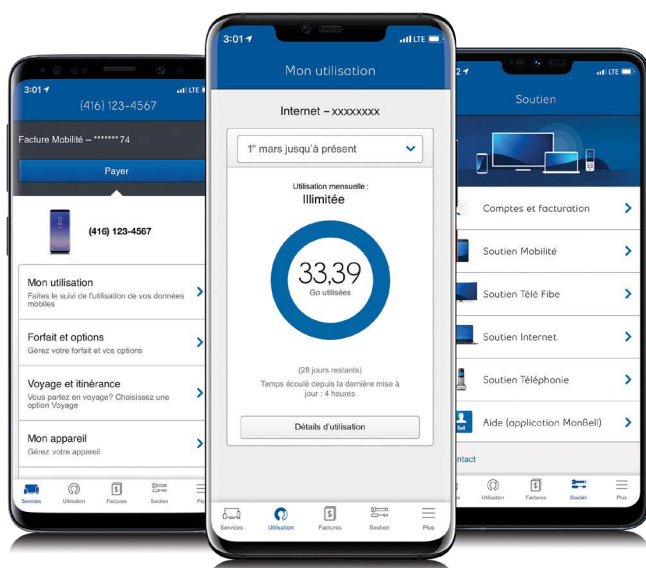 3:01
LTE
(416) 123-4567
Facture Mobilité – *******74
Payer
(416) 123-4567
Mon utilisation
Faites le suivi de l'utilisation de vos données
mobiles
Forfait et options
Gérez votre forfait et vos options
Voyage et itinérance
Vous partez en voyage? Choisissez une
option Voyage
Mon appareil
Gérez votre appareil
Services
Utilisation
Factures
Soutien
3:01
LTE
Mon utilisation
Internet – xxxxxxxx
1er mars jusqu'à présent
Utilisation mensuelle :
Illimitée
33,39
Go utilisées
(28 jours restants)
Temps écoulé depuis la dernière mise à
jour : 4 heures
Détails d'utilisation
Services
Utilisation
Factures
Soutien
Plus
LTE
Soutien
Comptes et facturation
Soutien Mobilité
Soutien Télé Fibe
Soutien Internet
Soutien Téléphonie
Bell
Aide (application MonBell)
Utilisation
Factures
Soutien
Plus